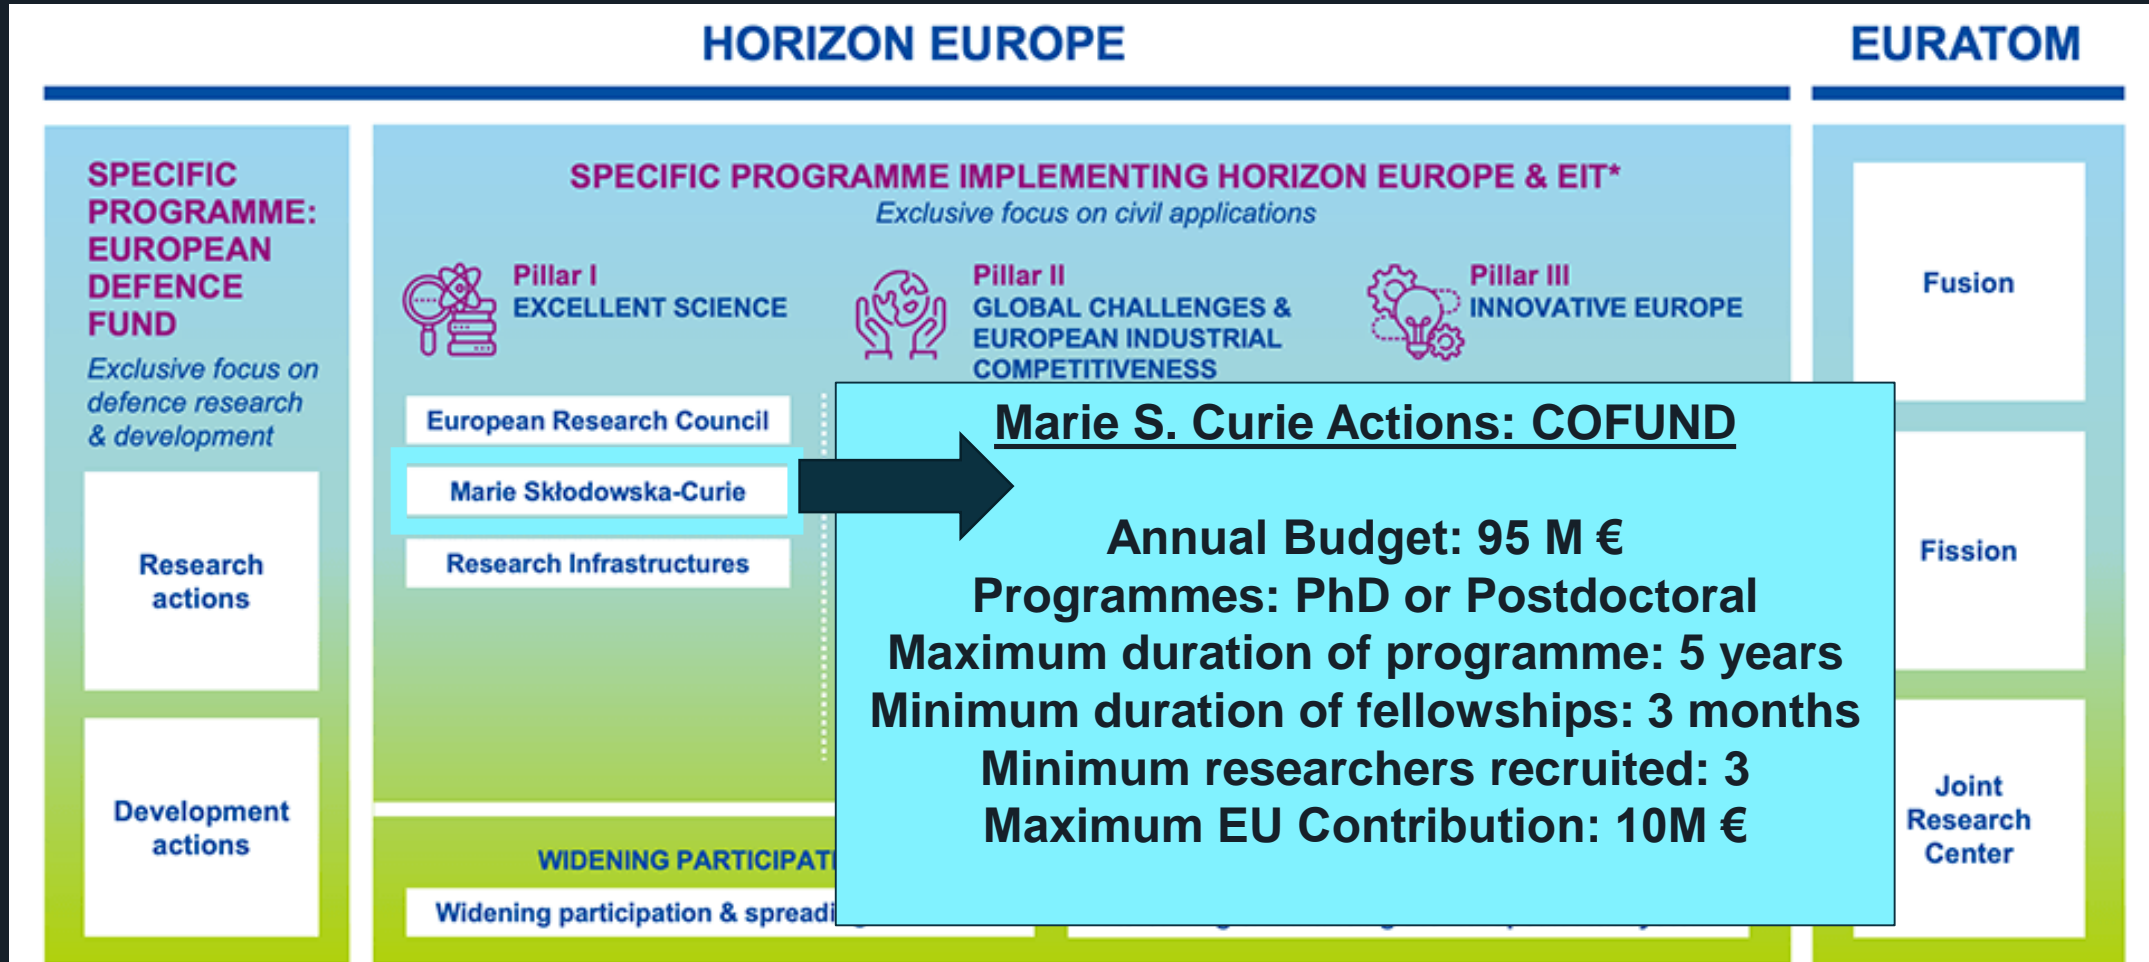 HORIZON EUROPE
EURATOM
SPECIFIC
PROGRAMME:
EUROPEAN
DEFENCE
FUND
Exclusive focus on
defence research
& development
Research
actions
Development
actions
SPECIFIC PROGRAMME IMPLEMENTING HORIZON EUROPE & EIT*
Exclusive focus on civil applications
Pillar I
EXCELLENT SCIENCE
European Research Council
Marie Skłodowska-Curie
Research Infrastructures
Pillar II
GLOBAL CHALLENGES &
EUROPEAN INDUSTRIAL
COMPETITIVENESS
Pillar III
INNOVATIVE EUROPE
Marie S. Curie Actions: COFUND
Annual Budget: 95 M €
Programmes: PhD or Postdoctoral
Maximum duration of programme: 5 years
Minimum duration of fellowships: 3 months
Minimum researchers recruited: 3
Maximum EU Contribution: 10M €
WIDENING
Widening participation &
Fusion
Fission
Joint
Research
Center